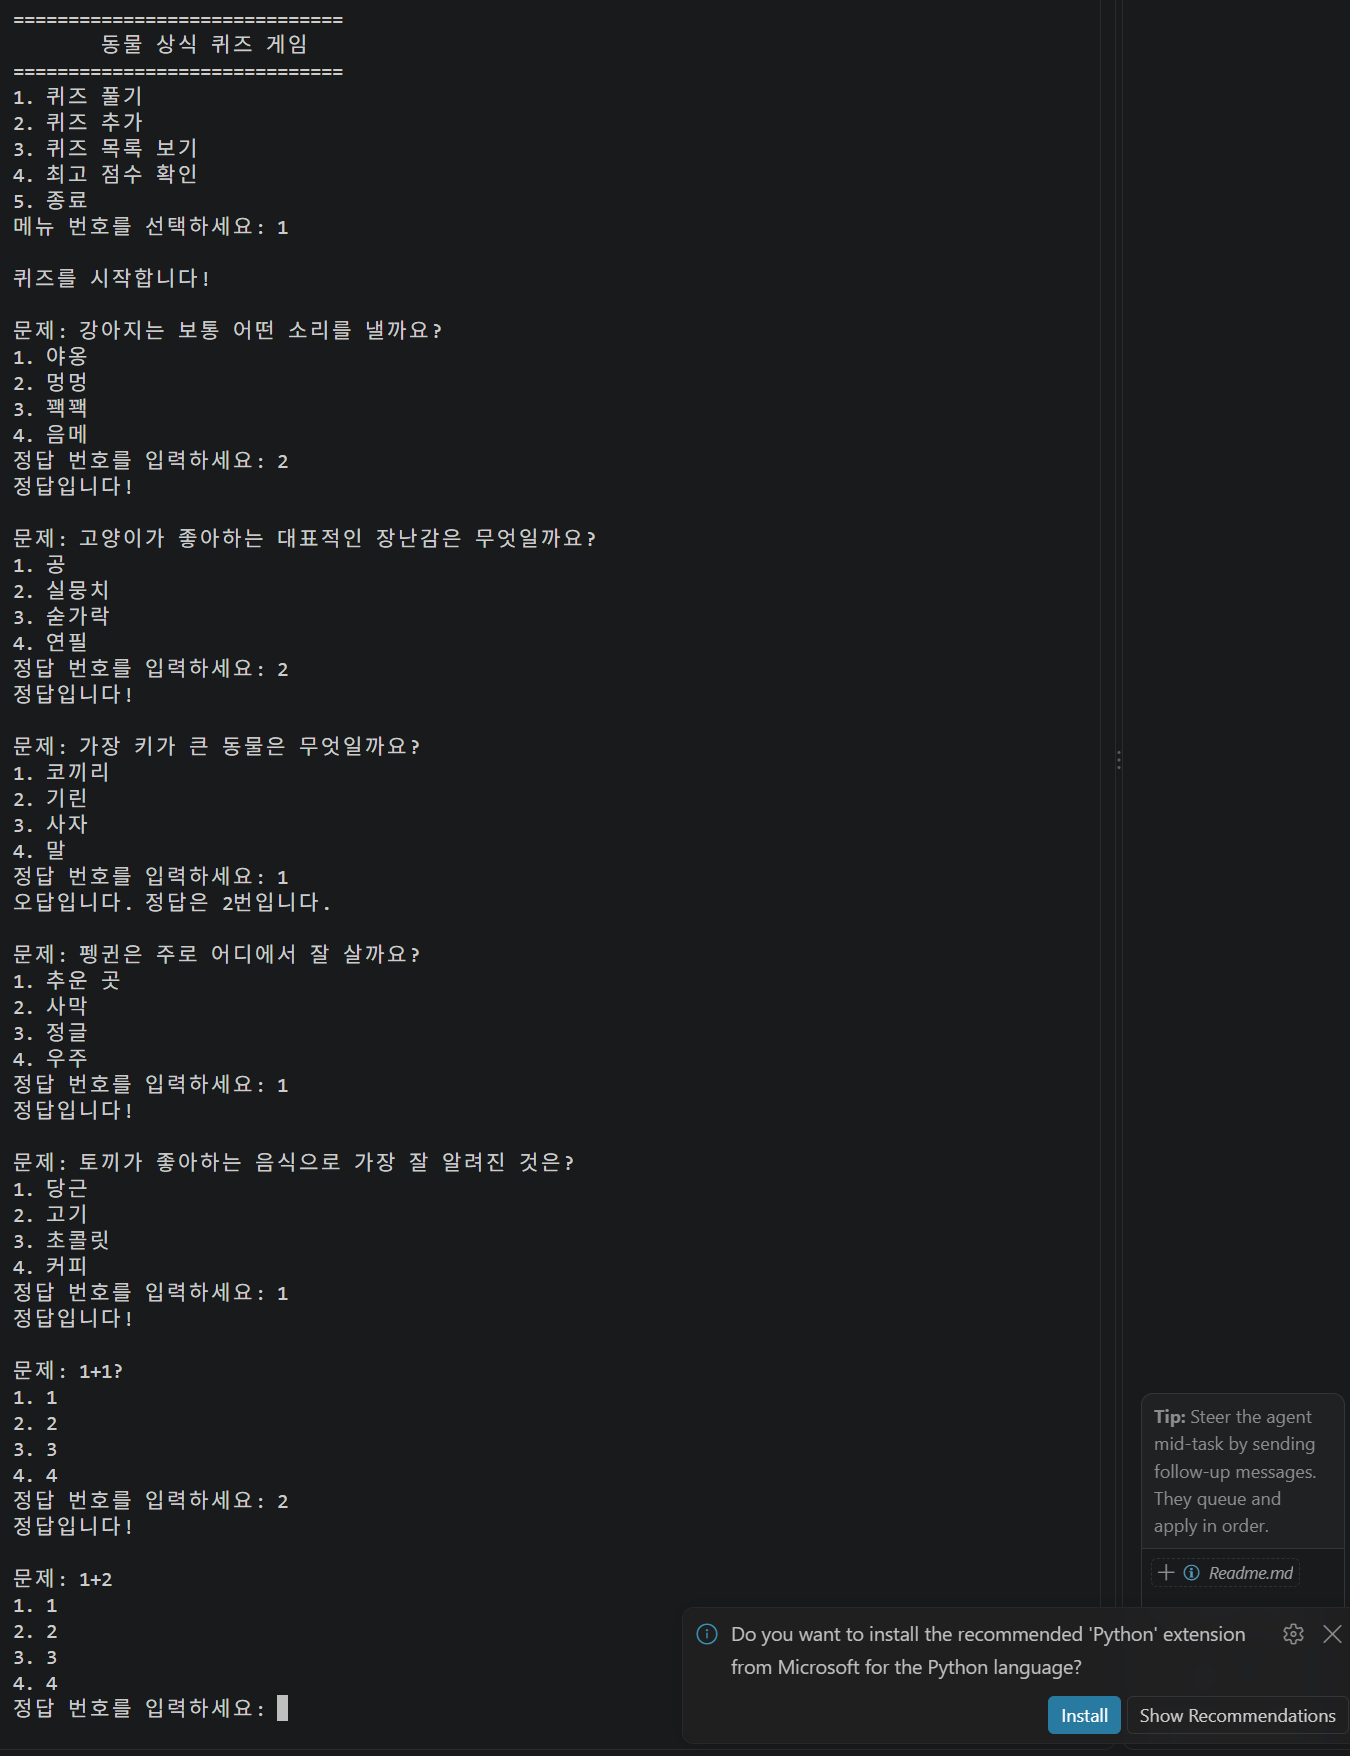 ==============================
동물 상식 퀴즈 게임
==============================
1. 퀴즈 풀기
2. 퀴즈 추가
3. 퀴즈 목록 보기
4. 최고 점수 확인
5. 종료
메뉴 번호를 선택하세요: 1
퀴즈를 시작합니다!
문제: 강아지는 보통 어떤 소리를 낼까요?
1. 야옹
2. 멍멍
3. 꽥꽥
4. 음메
정답 번호를 입력하세요: 2
정답입니다!
문제: 고양이가 좋아하는 대표적인 장난감은 무엇일까요?
1. 공
2. 실뭉치
3. 숟가락
4. 연필
정답 번호를 입력하세요: 2
정답입니다!
문제: 가장 키가 큰 동물은 무엇일까요?
1. 코끼리
2. 기린
3. 사자
4. 말
정답 번호를 입력하세요: 1
오답입니다. 정답은 2번입니다.
문제: 펭귄은 주로 어디에서 잘 살까요?
1. 추운 곳
2. 사막
3. 정글
4. 우주
정답 번호를 입력하세요: 1
정답입니다!
문제: 토끼가 좋아하는 음식으로 가장 잘 알려진 것은?
1. 당근
2. 고기
3. 초콜릿
4. 커피
정답 번호를 입력하세요: 1
정답입니다!
문제: 1+1?
1. 1
2. 2
3. 3
4. 4
정답 번호를 입력하세요: 2
정답입니다!
문제: 1+2
1. 1
2. 2
3. 3
4. 4
정답 번호를 입력하세요:
Tip: Steer the agent
mid-task by sending
follow-up messages.
They queue and
apply in order.
Readme.md
Do you want to install the recommended 'Python' extension
from Microsoft for the Python language?
Install
Show Recommendations